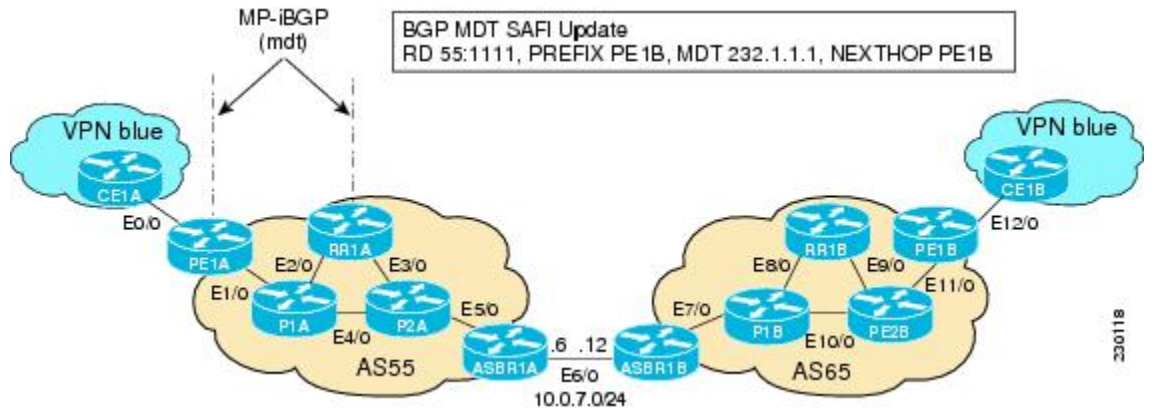 MP-iBGP
(mdt)
BGP MDT SAFI Update
RD 55:1111, PREFIX PE1B, MDT 232.1.1.1, NEXTHOP PE1B
VPN blue
CE1A
E0/0
PE1A
E1/0
E2/0
RR1A
E3/0
P1A
E4/0
P2A
E5/0
AS55
ASBR1A
.6 .12
E6/0
10.0.7.0/24
ASBR1B
E7/0
P1B
E8/0
RR1B
E9/0
PE1B
E10/0
PE2B
E11/0
AS65
E12/0
VPN blue
CE1B
230118